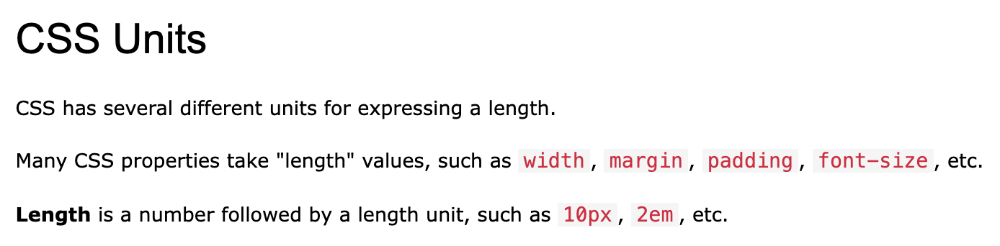 CSS Units
CSS has several different units for expressing a length.
Many CSS properties take "length" values, such as width, margin, padding, font-size, etc.
Length is a number followed by a length unit, such as 10px, 2em, etc.